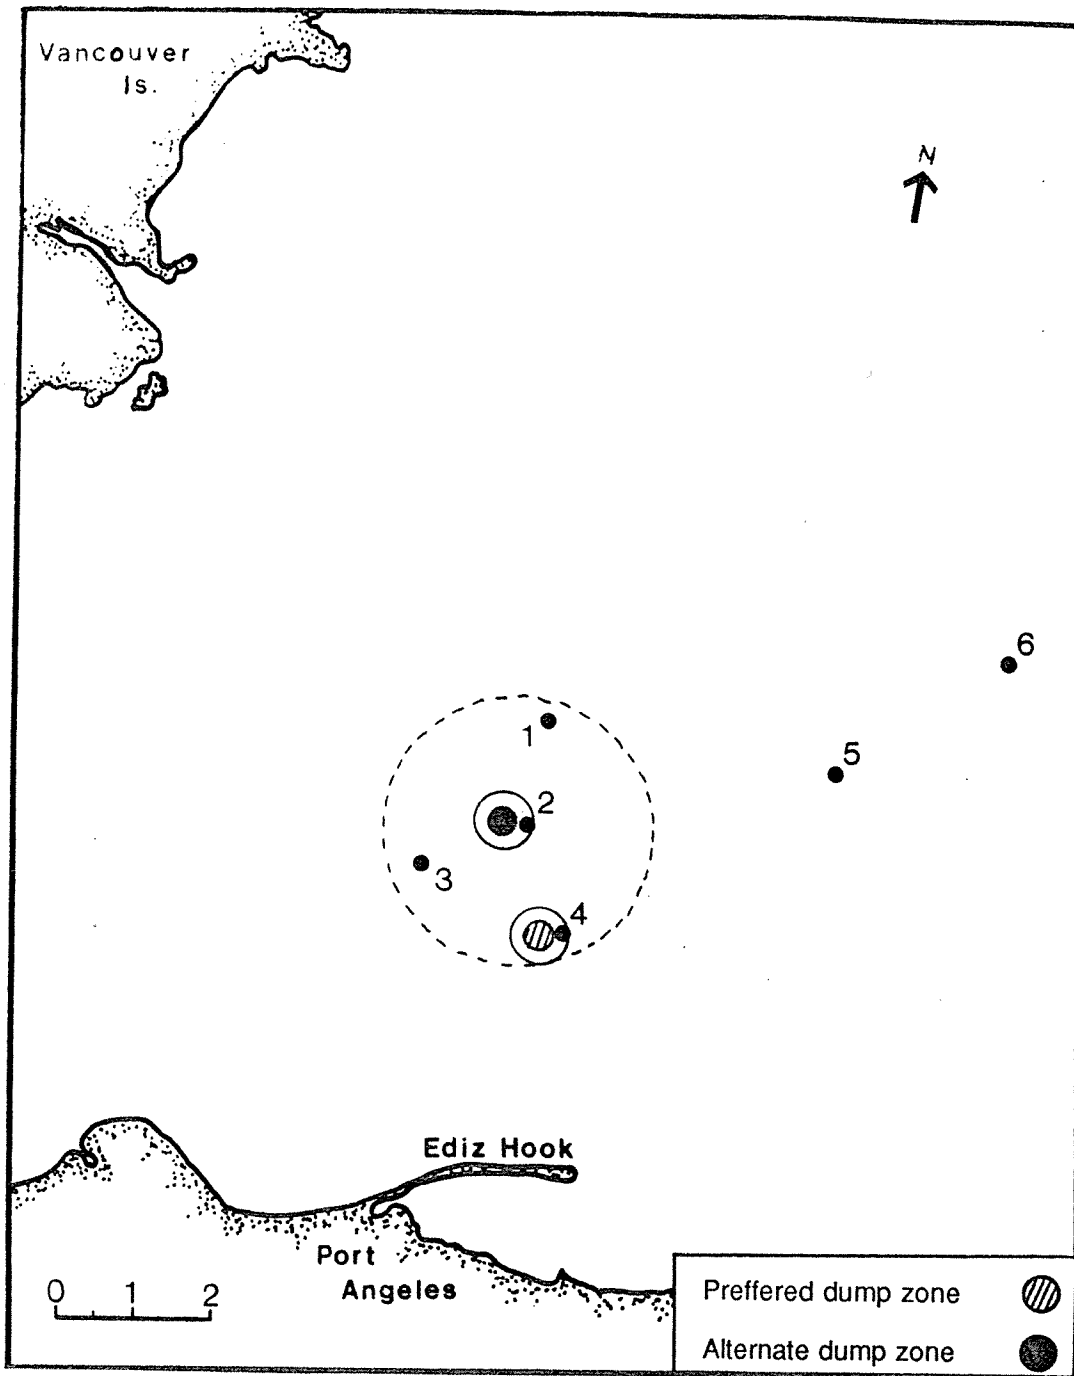 Vancouver
Is.
N
6
1
5
2
3
4
Ediz Hook
Port
Angeles
0 1 2
Preffered dump zone
Alternate dump zone